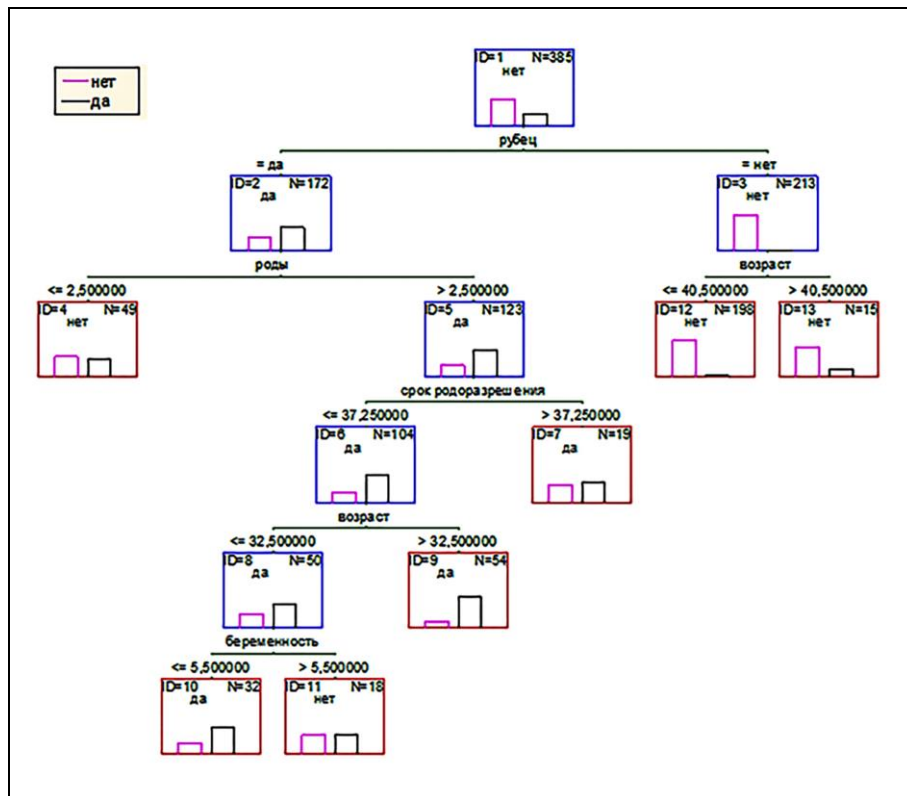 нет
да
ID=1 N=385
нет
рубец
= да
= нет
ID=2 N=172
да
ID=3 N=213
нет
роды
возраст
<= 2,500000
> 2,500000
<= 40,500000
> 40,500000
ID=4 N=49
нет
ID=5 N=123
да
ID=12 N=198
нет
ID=13 N=15
нет
срок родоразрешения
<= 37,250000
> 37,250000
ID=6 N=104
да
ID=7 N=19
да
возраст
<= 32,500000
> 32,500000
ID=8 N=50
да
ID=9 N=54
да
беременность
<= 5,500000
> 5,500000
ID=10 N=32
да
ID=11 N=18
нет